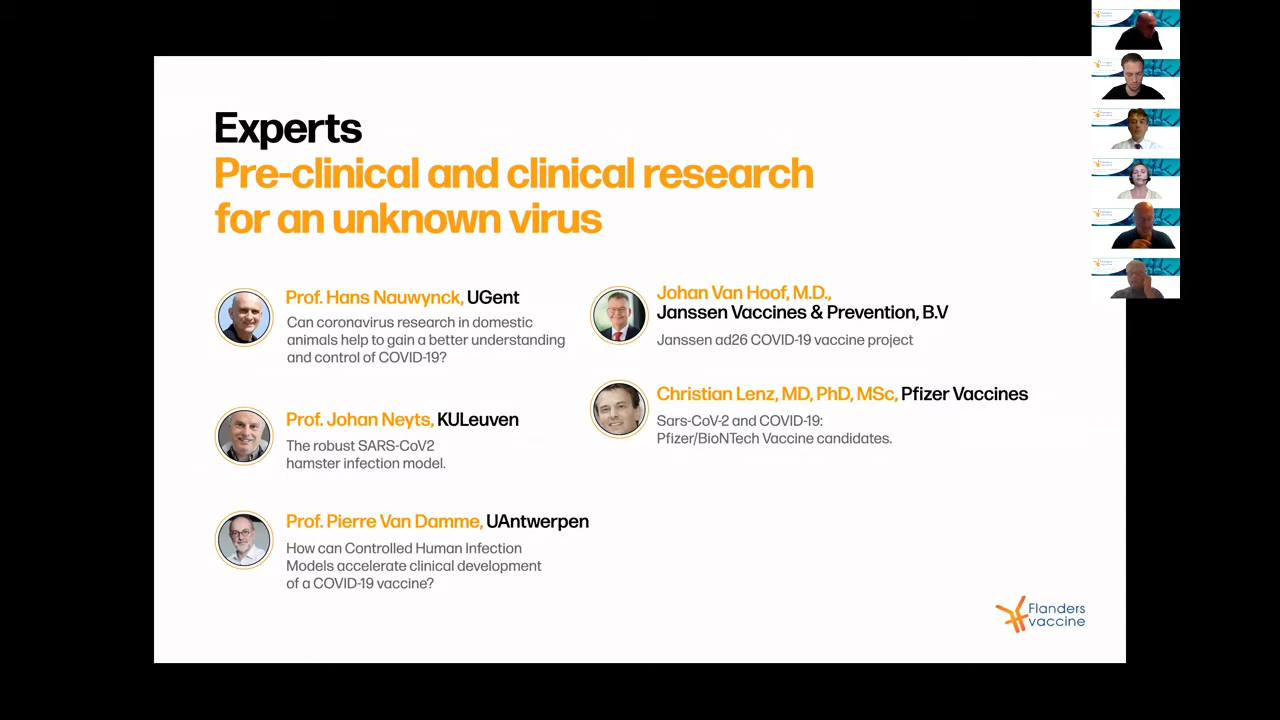 Experts
Pre-clinical and clinical research
for an unknown virus
Prof. Hans Nauwynck, UGent
Can coronavirus research in domestic
animals help to gain a better understanding
and control of COVID-19?
Prof. Johan Neyts, KULeuven
The robust SARS-CoV2
hamster infection model.
Prof. Pierre Van Damme, UAntwerpen
How can Controlled Human Infection
Models accelerate clinical development
of a COVID-19 vaccine?
Johan Van Hoof, M.D.,
Janssen Vaccines & Prevention, B.V
Janssen ad26 COVID-19 vaccine project
Christian Lenz, MD, PhD, MSc, Pfizer Vaccines
Sars-CoV-2 and COVID-19:
Pfizer/BioNTech Vaccine candidates.
Flanders
vaccine